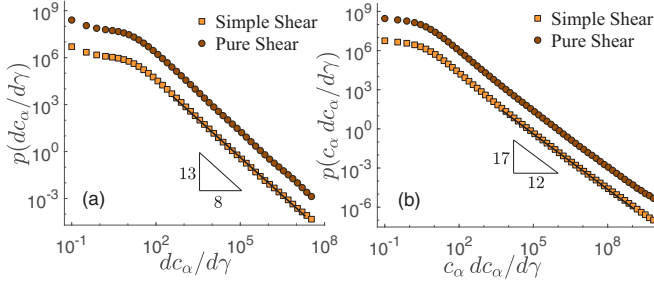 Simple Shear
Pure Shear
10^9
10^6
10^3
10^0
10^-3
p(dc_α/dγ)
13
8
(a)
10^-1
10^2
10^5
10^8
dc_α/dγ
Simple Shear
Pure Shear
10^9
10^6
10^3
10^0
10^-3
10^-6
p(c_α dc_α/dγ)
17
12
(b)
10^-1
10^2
10^5
10^8
c_α dc_α/dγ